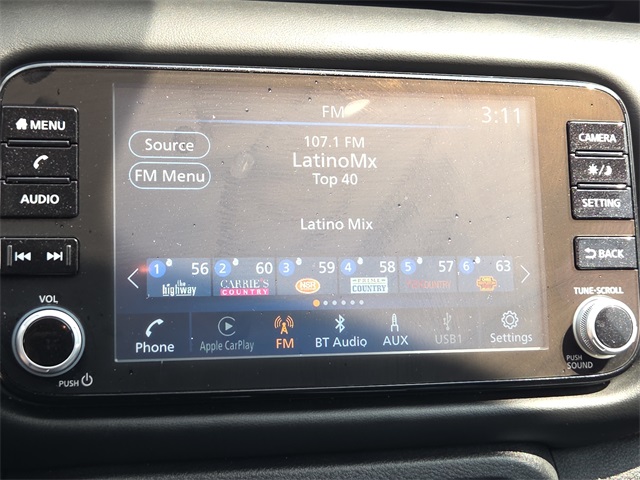 FM
3:11
MENU
AUDIO
VOL
PUSH
Source
FM Menu
107.1 FM
LatinoMx
Top 40
Latino Mix
1 56
the highway
2 60
CARRIE'S COUNTRY
3 59
4 58
PRIME COUNTRY
5 57
6 63
Phone
Apple CarPlay
FM
BT Audio
AUX
USB1
Settings
CAMERA
SETTING
BACK
TUNE-SCROLL
PUSH
SOUND